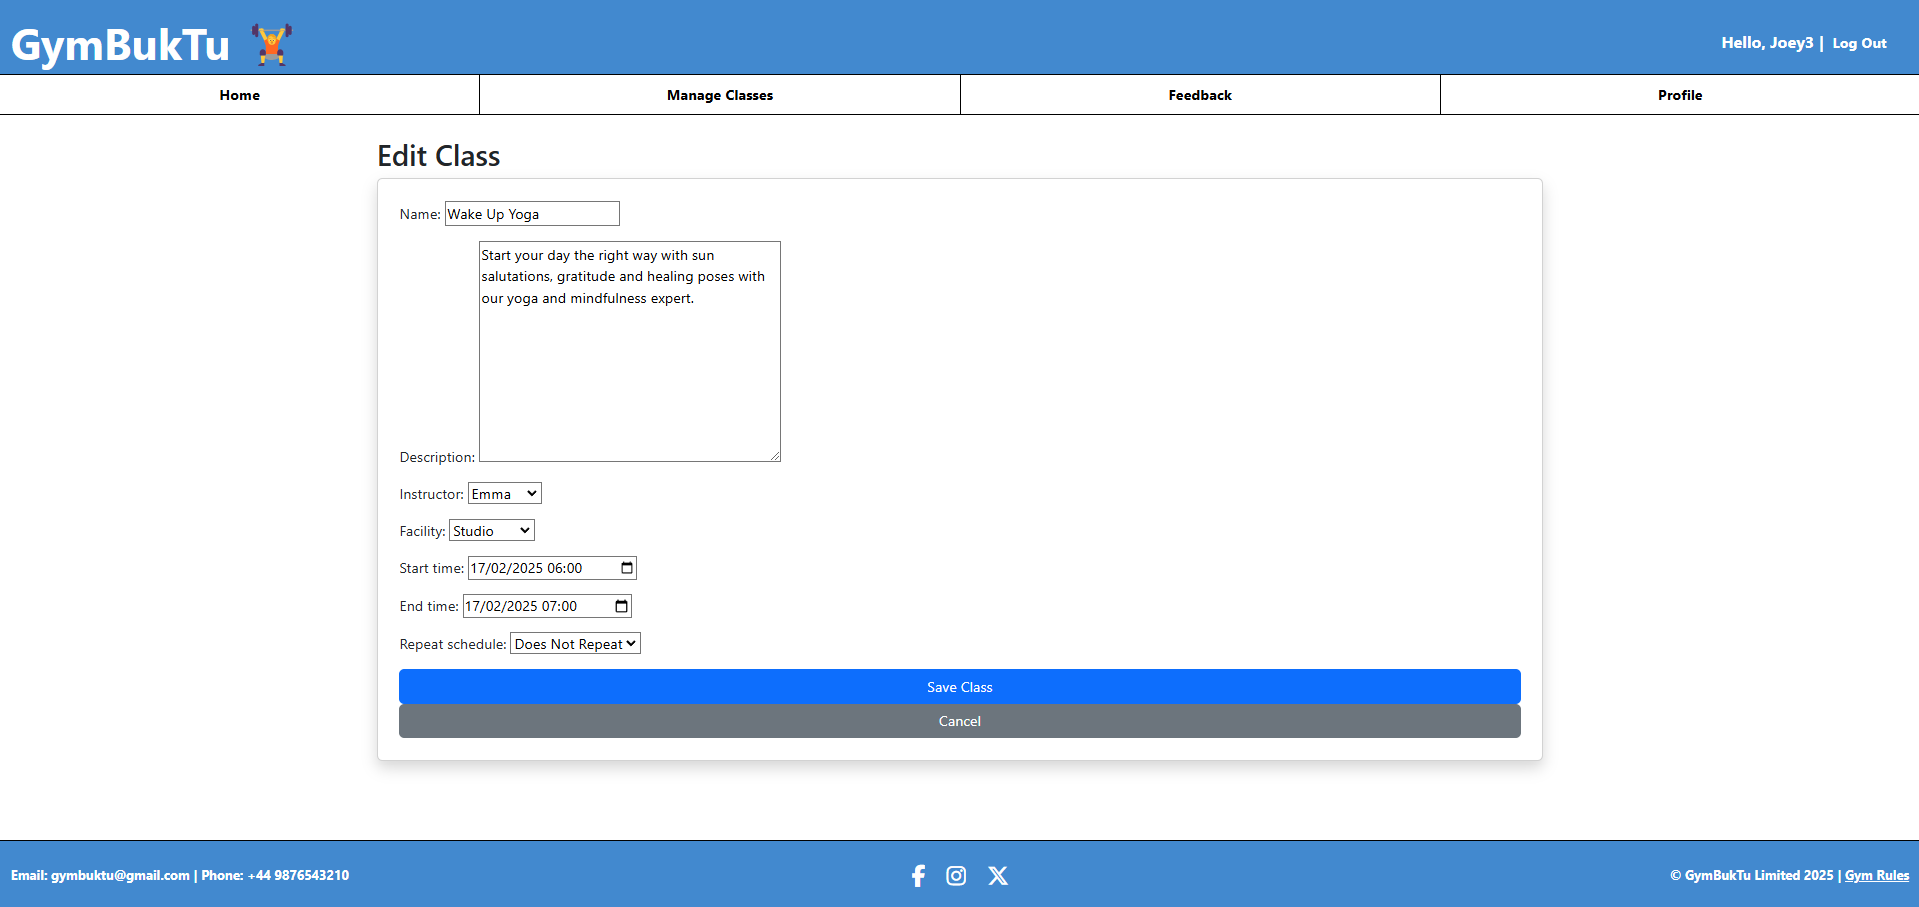 GymBukTu
Hello, Joey3 | Log Out
Home
Manage Classes
Feedback
Profile
Edit Class
Name: Wake Up Yoga
Start your day the right way with sun
salutations, gratitude and healing poses with
our yoga and mindfulness expert.
Description:
Instructor: Emma
Facility: Studio
Start time: 17/02/2025 06:00
End time: 17/02/2025 07:00
Repeat schedule: Does Not Repeat
Save Class
Cancel
Email: gymbuktu@gmail.com | Phone: +44 9876543210
© GymBukTu Limited 2025 | Gym Rules